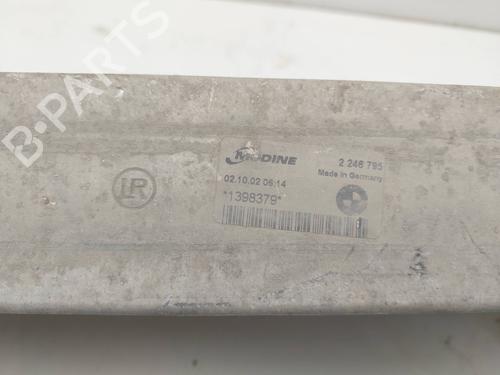 B-PARTS
MODINE
2 246 795
Made in Germany
02.10.02 06:14
*1398379*
LR